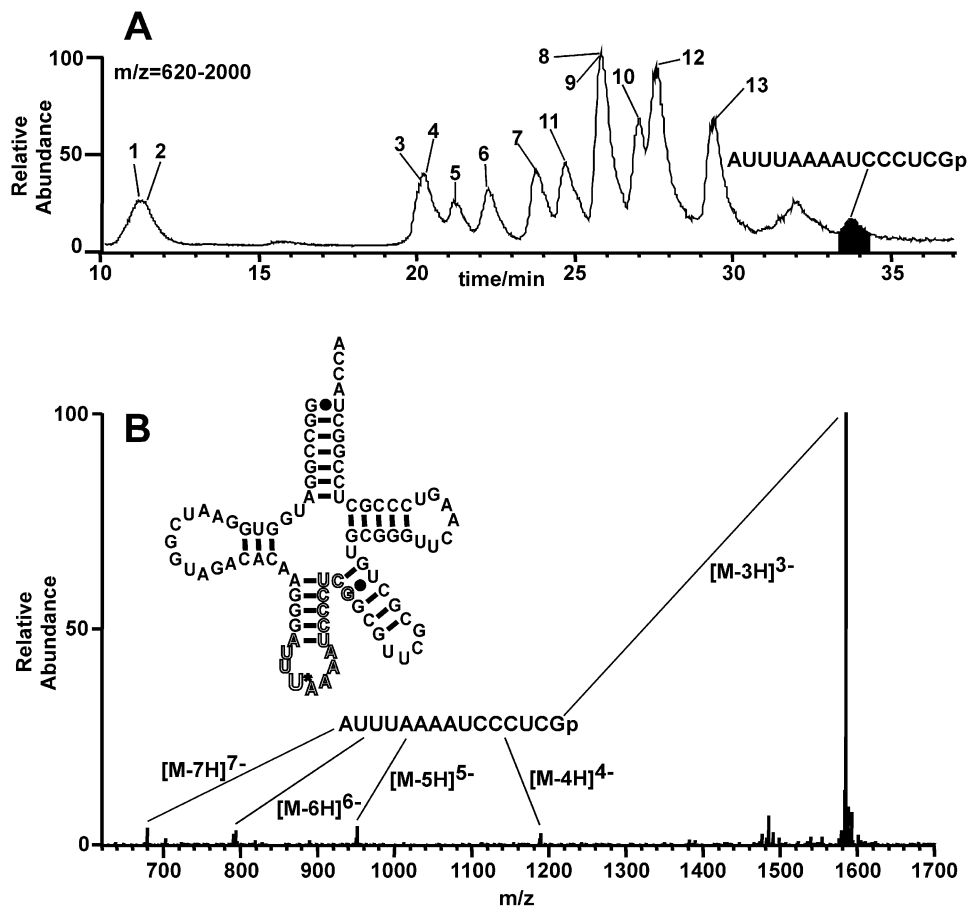 A
m/z=620-2000
Relative
Abundance
100
50
0
1 2 3 4 5 6 7 11 8 9 10 12 13
AUUUAAAAUCCCUCGp
10 15 20 25 30 35
time/min
B
Relative
Abundance
100
50
0
A
C
C
A
G U
G C
C G
C G
G C
G C
A U
AUUUAAAAUCCCUCGp
[M-7H]7-
[M-6H]6-
[M-5H]5-
[M-4H]4-
[M-3H]3-
700 800 900 1000 1100 1200 1300 1400 1500 1600 1700
m/z